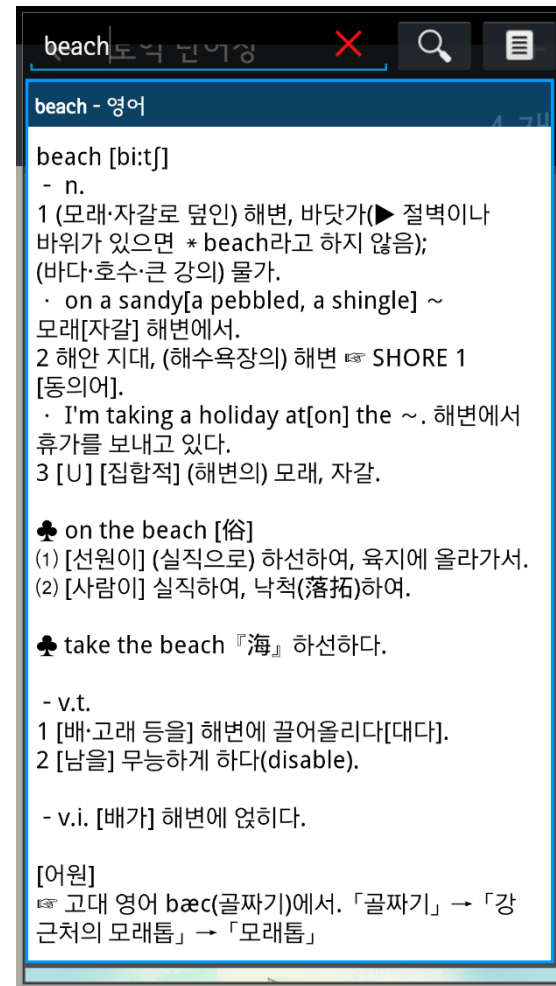 beach
beach - 영어
beach [bi:tʃ]
- n.
1 (모래·자갈로 덮인) 해변, 바닷가(▶ 절벽이나
바위가 있으면 * beach라고 하지 않음);
(바다·호수·큰 강의) 물가.
· on a sandy[a pebbled, a shingle] ~
모래[자갈] 해변에서.
2 해안 지대, (해수욕장의) 해변 ☞ SHORE 1
[동의어].
· I'm taking a holiday at[on] the ~. 해변에서
휴가를 보내고 있다.
3 [U] [집합적] (해변의) 모래, 자갈.
♣ on the beach [俗]
⑴ [선원이] (실직으로) 하선하여, 육지에 올라가서.
⑵ [사람이] 실직하여, 낙척(落拓)하여.
♣ take the beach『海』하선하다.
- v.t.
1 [배·고래 등을] 해변에 끌어올리다[대다].
2 [남을] 무능하게 하다(disable).
- v.i. [배가] 해변에 얹히다.
[어원]
☞ 고대 영어 bæc(골짜기)에서.「골짜기」→「강
근처의 모래톱」→「모래톱」